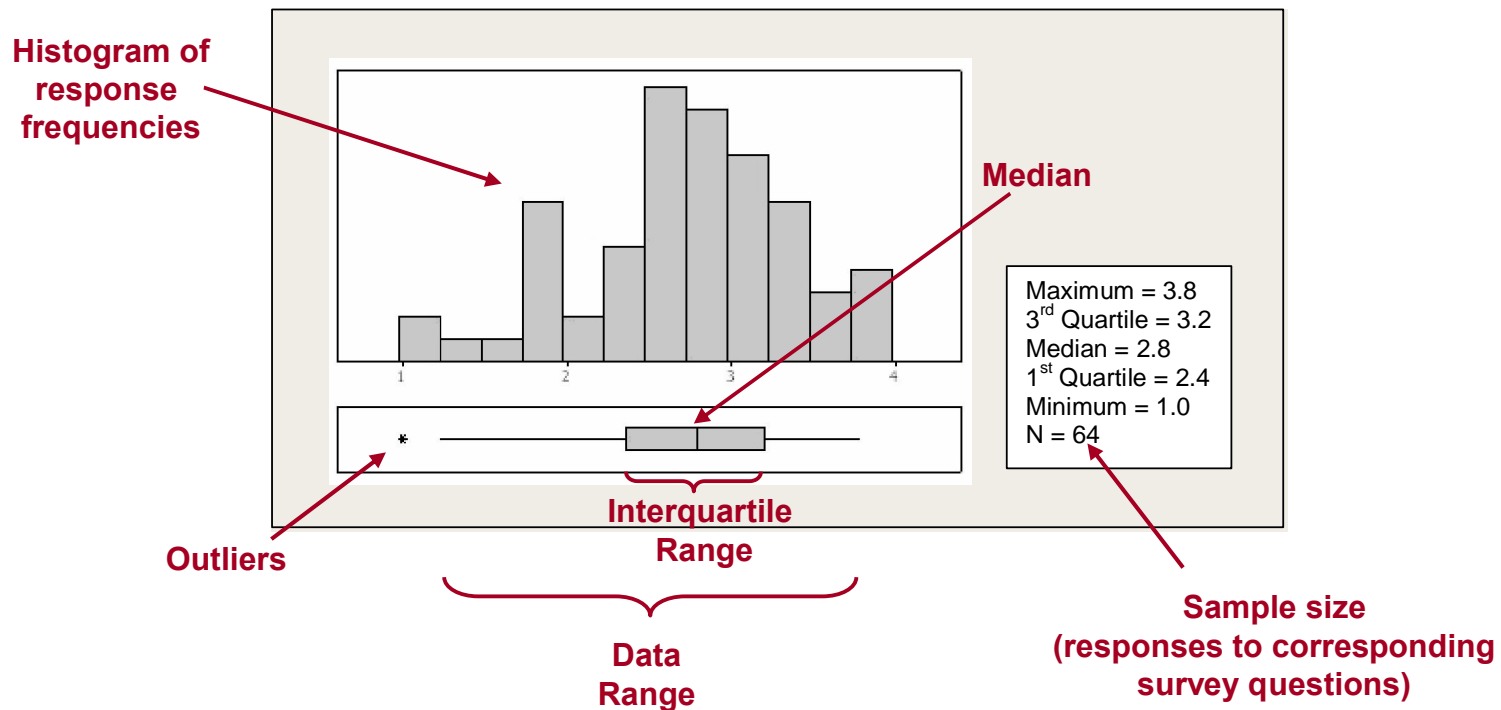 Histogram of
response
frequencies
Median
1 2 3 4
Maximum = 3.8
3rd Quartile = 3.2
Median = 2.8
1st Quartile = 2.4
Minimum = 1.0
N = 64
Interquartile
Range
Outliers
Data
Range
Sample size
(responses to corresponding
survey questions)